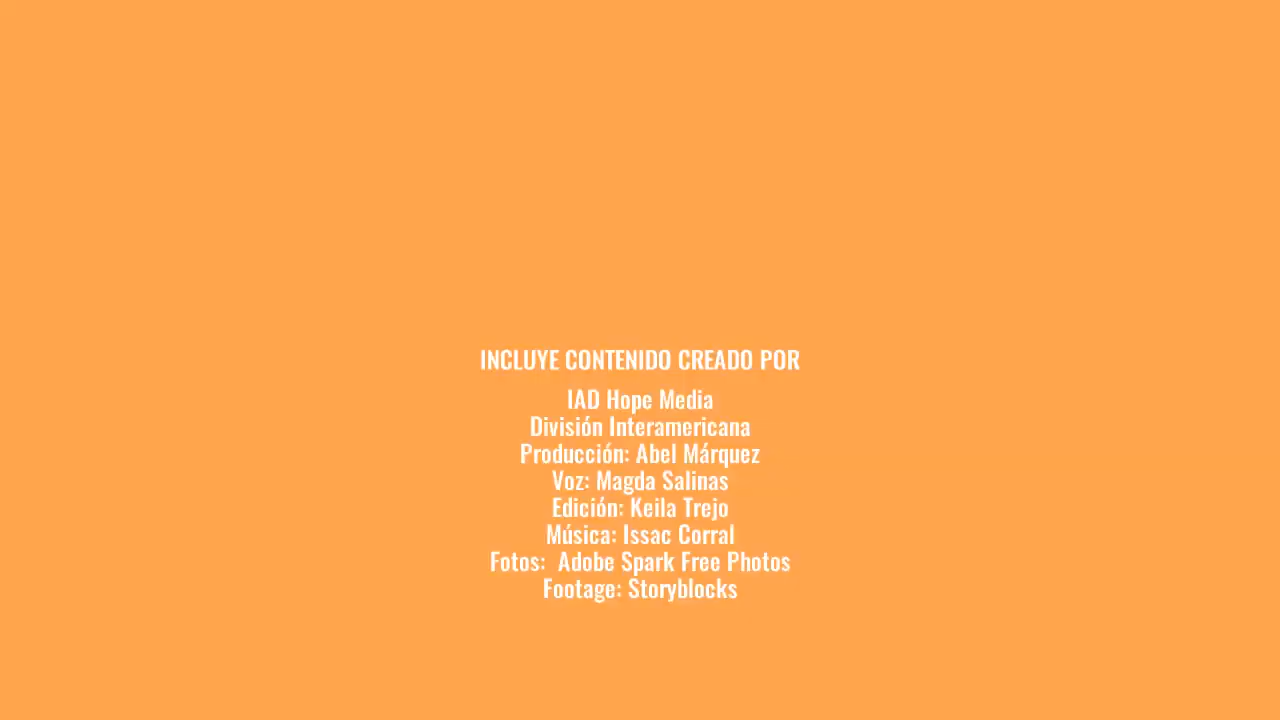 INCLUYE CONTENIDO CREADO POR
IAD Hope Media
División Interamericana
Producción: Abel Márquez
Voz: Magda Salinas
Edición: Keila Trejo
Música: Issac Corral
Fotos:  Adobe Spark Free Photos
Footage: Storyblocks